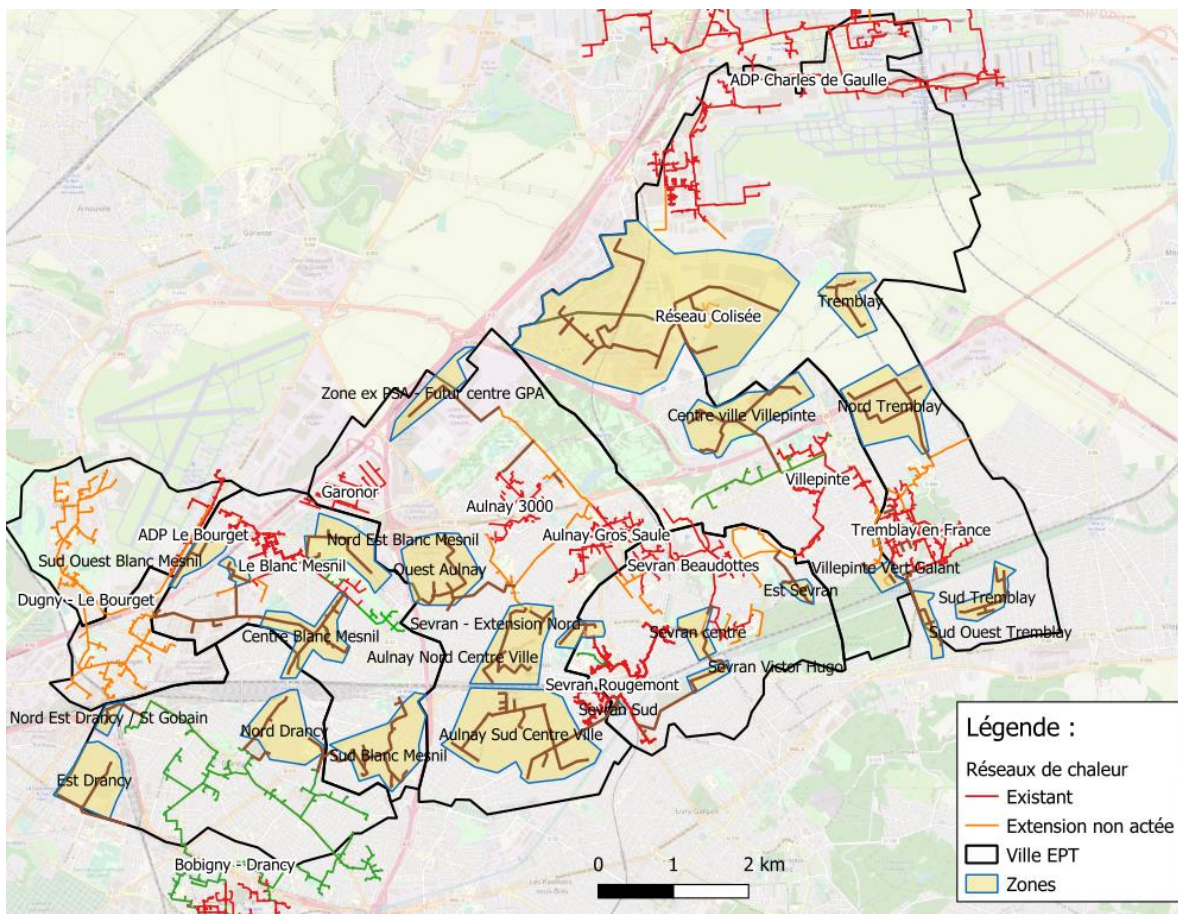 ADP Charles de Gaulle
Réseau Colisée
Tremblay
Zone ex PSA - Futur centre GPA
Centre ville Villepinte
Nord Tremblay
Villepinte
Garonor
Aulnay 3000
ADP Le Bourget
Nord Est Blanc Mesnil
Aulnay Gros Saule
Tremblay en France
Sud Ouest Blanc Mesnil
Le Blanc Mesnil
Ouest Aulnay
Sevran Beaudottes
Villepinte Vert Galant
Dugny - Le Bourget
Est Sevran
Sud Tremblay
Centre Blanc Mesnil
Sevran - Extension Nord
Sevran centre
Sud Ouest Tremblay
Aulnay Nord Centre Ville
Sevran Victor Hugo
Sevran Rougemont
Nord Est Drancy / St Gobain
Sevran Sud
Nord Drancy
Aulnay Sud Centre Ville
Sud Blanc Mesnil
Est Drancy
Bobigny - Drancy
0 1 2 km
Légende :
Réseaux de chaleur
Existant
Extension non actée
Ville EPT
Zones